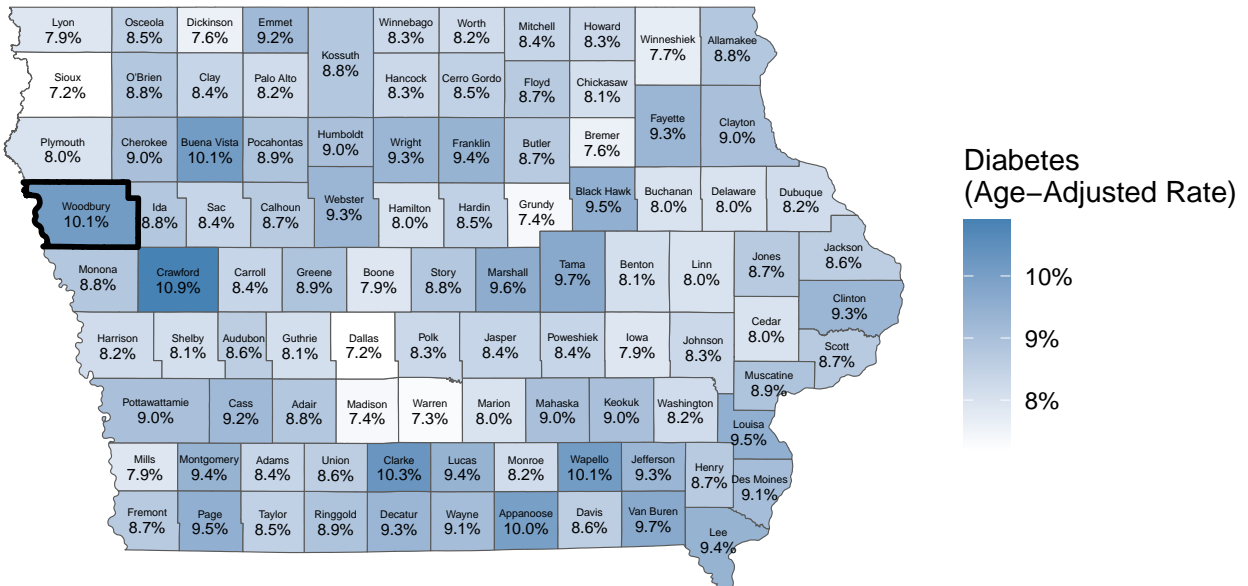 Lyon
7.9%
Osceola
8.5%
Dickinson
7.6%
Emmet
9.2%
Winnebago
8.3%
Worth
8.2%
Mitchell
8.4%
Howard
8.3%
Winneshiek
7.7%
Allamakee
8.8%
Kossuth
8.8%
Sioux
7.2%
O'Brien
8.8%
Clay
8.4%
Palo Alto
8.2%
Hancock
8.3%
Cerro Gordo
8.5%
Floyd
8.7%
Chickasaw
8.1%
Fayette
9.3%
Clayton
9.0%
Plymouth
8.0%
Cherokee
9.0%
Buena Vista
10.1%
Pocahontas
8.9%
Humboldt
9.0%
Wright
9.3%
Franklin
9.4%
Butler
8.7%
Bremer
7.6%
Woodbury
10.1%
Ida
8.8%
Sac
8.4%
Calhoun
8.7%
Webster
9.3%
Hamilton
8.0%
Hardin
8.5%
Grundy
7.4%
Black Hawk
9.5%
Buchanan
8.0%
Delaware
8.0%
Dubuque
8.2%
Monona
8.8%
Crawford
10.9%
Carroll
8.4%
Greene
8.9%
Boone
7.9%
Story
8.8%
Marshall
9.6%
Tama
9.7%
Benton
8.1%
Linn
8.0%
Jones
8.7%
Jackson
8.6%
Clinton
9.3%
Harrison
8.2%
Shelby
8.1%
Audubon
8.6%
Guthrie
8.1%
Dallas
7.2%
Polk
8.3%
Jasper
8.4%
Poweshiek
8.4%
Iowa
7.9%
Johnson
8.3%
Cedar
8.0%
Scott
8.7%
Muscatine
8.9%
Pottawattamie
9.0%
Cass
9.2%
Adair
8.8%
Madison
7.4%
Warren
7.3%
Marion
8.0%
Mahaska
9.0%
Keokuk
9.0%
Washington
8.2%
Louisa
9.5%
Mills
7.9%
Montgomery
9.4%
Adams
8.4%
Union
8.6%
Clarke
10.3%
Lucas
9.4%
Monroe
8.2%
Wapello
10.1%
Jefferson
9.3%
Henry
8.7%
Des Moines
9.1%
Fremont
8.7%
Page
9.5%
Taylor
8.5%
Ringgold
8.9%
Decatur
9.3%
Wayne
9.1%
Appanoose
10.0%
Davis
8.6%
Van Buren
9.7%
Lee
9.4%
Diabetes
(Age−Adjusted Rate)
10%
9%
8%